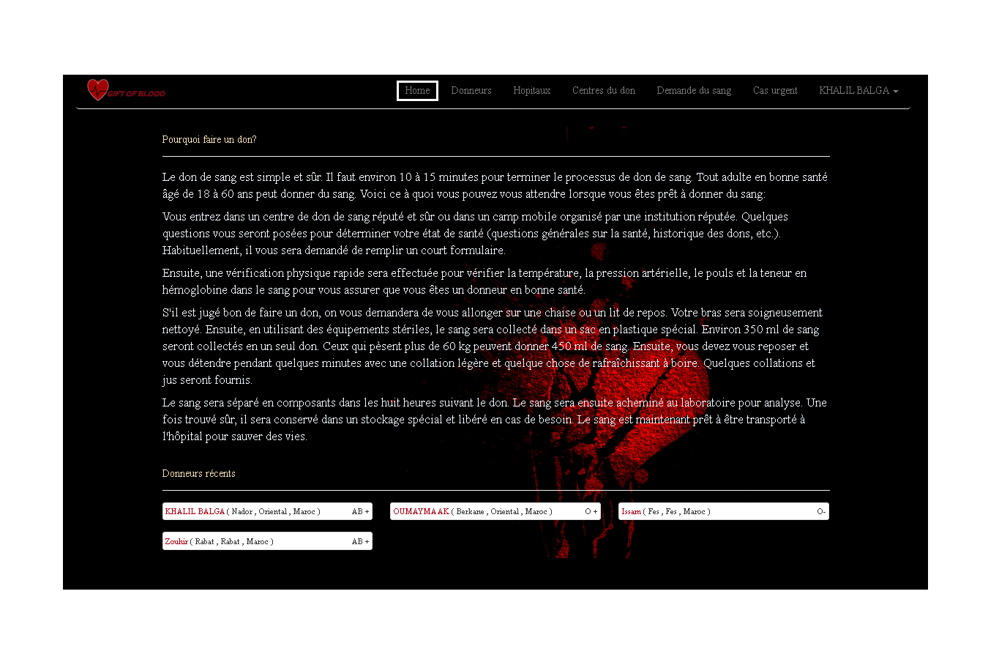 GIFT OF BLOOD
Home Donneurs Hopitaux Centres du don Demande du sang Cas urgent KHALIL BALGA
Pourquoi faire un don?
Le don de sang est simple et sûr. Il faut environ 10 à 15 minutes pour terminer le processus de don de sang. Tout adulte en bonne santé
âgé de 18 à 60 ans peut donner du sang. Voici ce à quoi vous pouvez vous attendre lorsque vous êtes prêt à donner du sang:
Vous entrez dans un centre de don de sang réputé et sûr ou dans un camp mobile organisé par une institution réputée. Quelques
questions vous seront posées pour déterminer votre état de santé (questions générales sur la santé, historique des dons, etc.).
Habituellement, il vous sera demandé de remplir un court formulaire.
Ensuite, une vérification physique rapide sera effectuée pour vérifier la température, la pression artérielle, le pouls et la teneur en
hémoglobine dans le sang pour vous assurer que vous êtes un donneur en bonne santé.
S'il est jugé bon de faire un don, on vous demandera de vous allonger sur une chaise ou un lit de repos. Votre bras sera soigneusement
nettoyé. Ensuite, en utilisant des équipements stériles, le sang sera collecté dans un sac en plastique spécial. Environ 350 ml de sang
seront collectés en un seul don. Ceux qui pèsent plus de 60 kg peuvent donner 450 ml de sang. Ensuite, vous devez vous reposer et
vous détendre pendant quelques minutes avec une collation légère et quelque chose de rafraîchissant à boire. Quelques collations et
jus seront fournis.
Le sang sera séparé en composants dans les huit heures suivant le don. Le sang sera ensuite acheminé au laboratoire pour analyse. Une
fois trouvé sûr, il sera conservé dans un stockage spécial et libéré en cas de besoin. Le sang est maintenant prêt à être transporté à
l'hôpital pour sauver des vies.
Donneurs récents
KHALIL BALGA ( Nador , Oriental , Maroc ) AB + OUMAYMA AK ( Berkane , Oriental , Maroc ) O + Issam ( Fes , Fes , Maroc ) O-
Zouhir ( Rabat , Rabat , Maroc ) AB +